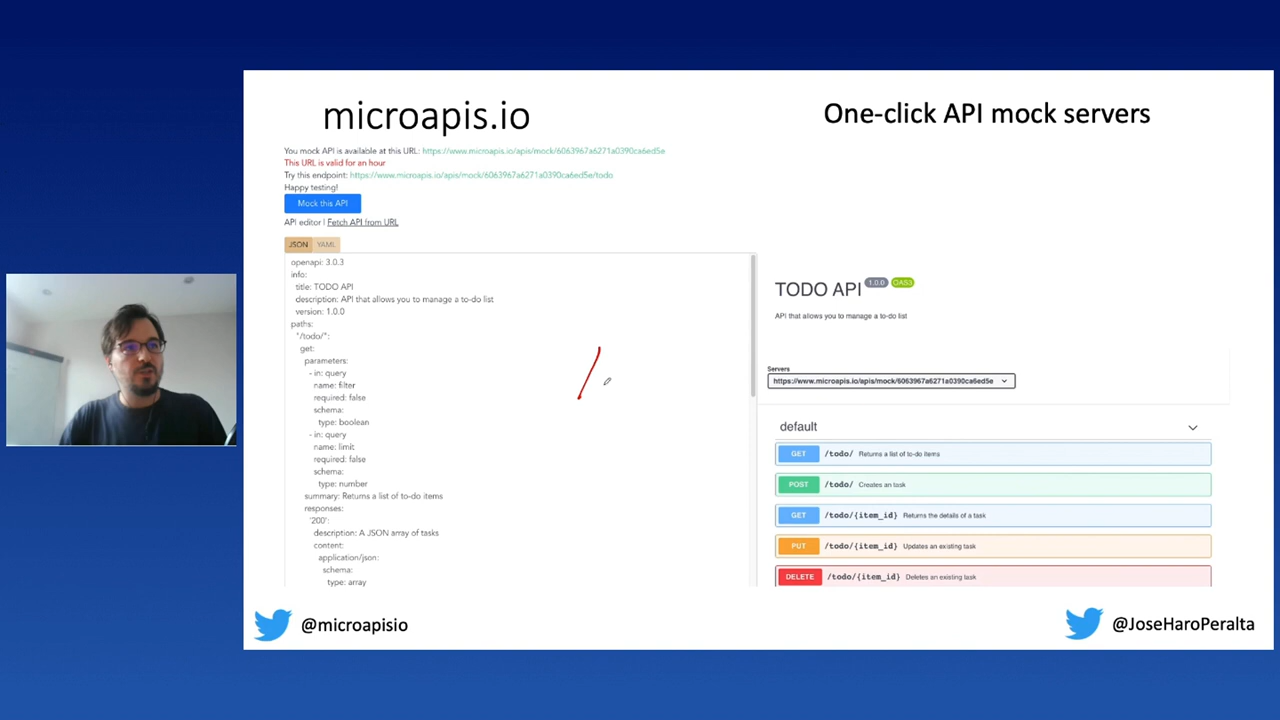 microapis.io
One-click API mock servers
You mock API is available at this URL: https://www.microapis.io/apis/mock/6063967a6271a0390ca6ed5e
This URL is valid for an hour
Try this endpoint: https://www.microapis.io/apis/mock/6063967a6271a0390ca6ed5e/todo
Happy testing!
Mock this API
API editor | Fetch API from URL
JSON YAML
openapi: 3.0.3
info:
title: TODO API
description: API that allows you to manage a to-do list
version: 1.0.0
paths:
"/todo/":
get:
parameters:
- in: query
name: filter
required: false
schema:
type: boolean
- in: query
name: limit
required: false
schema:
type: number
summary: Returns a list of to-do items
responses:
'200':
description: A JSON array of tasks
content:
application/json:
schema:
type: array
TODO API 1.0.0 OAS3
API that allows you to manage a to-do list
Servers
https://www.microapis.io/apis/mock/6063967a6271a0390ca6ed5e
default
GET /todo/ Returns a list of to-do items
POST /todo/ Creates an task
GET /todo/{item_id} Returns the details of a task
PUT /todo/{item_id} Updates an existing task
DELETE /todo/{item_id} Deletes an existing task
@microapisio
@JoseHaroPeralta